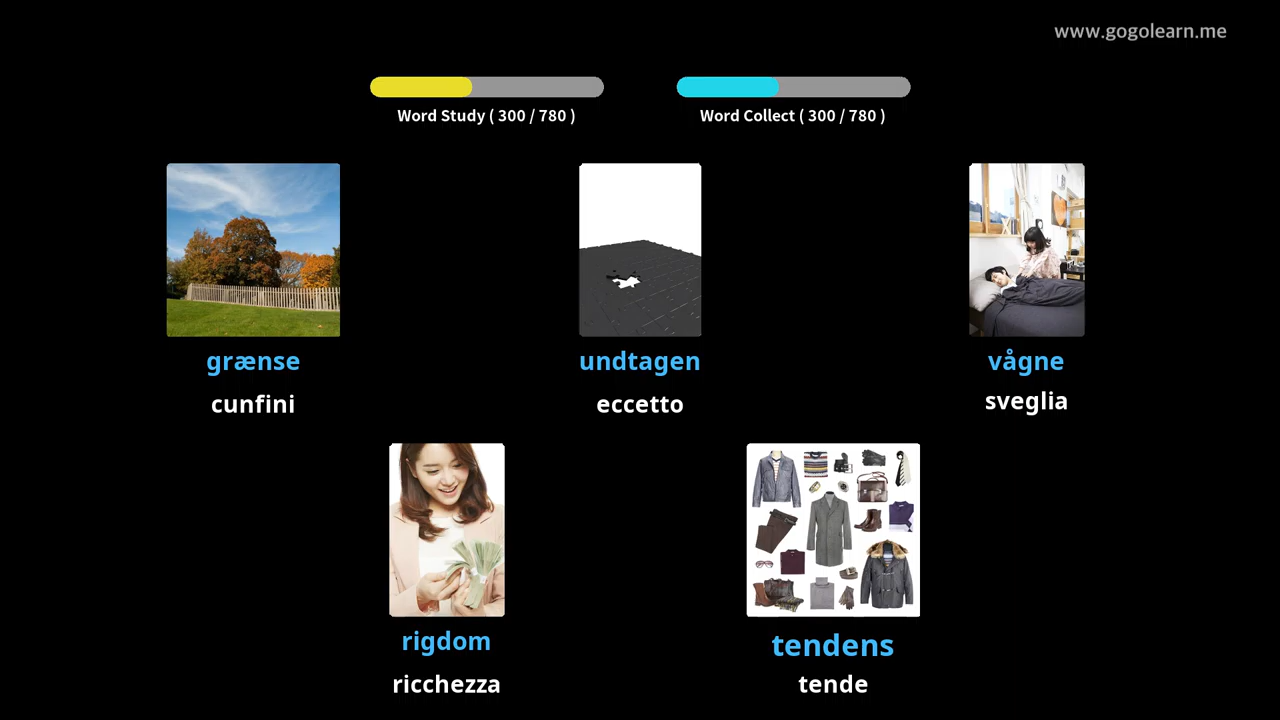 www.gogolearn.me
Word Study ( 300 / 780 )
Word Collect ( 300 / 780 )
grænse
undtagen
vågne
cunfini
eccetto
sveglia
rigdom
tendens
ricchezza
tende